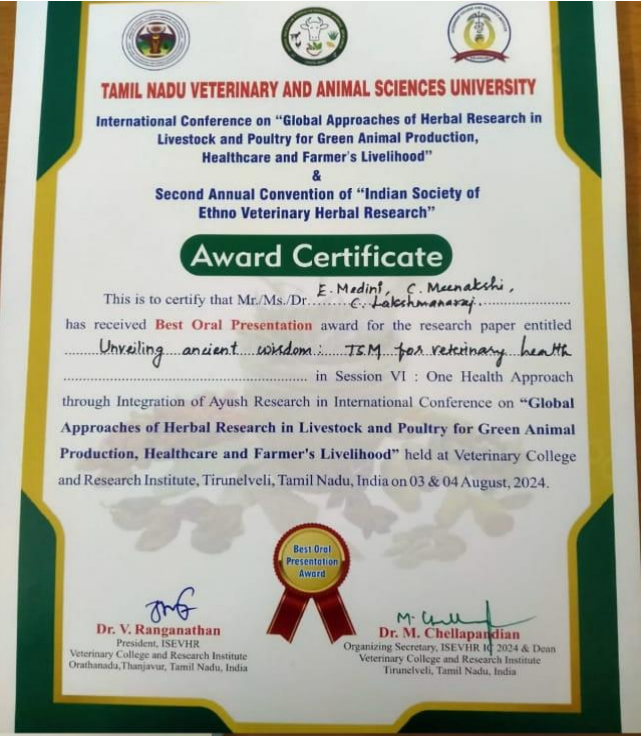 TAMIL NADU VETERINARY AND ANIMAL SCIENCES UNIVERSITY
International Conference on “Global Approaches of Herbal Research in
Livestock and Poultry for Green Animal Production,
Healthcare and Farmer's Livelihood”
&
Second Annual Convention of “Indian Society of
Ethno Veterinary Herbal Research”
Award Certificate
E. Medini, C. Meenakshi,
This is to certify that Mr./Ms./Dr. C. Lakshmanaraj
has received Best Oral Presentation award for the research paper entitled
Unveiling ancient wisdom: TSM for veterinary health
in Session VI : One Health Approach
through Integration of Ayush Research in International Conference on “Global
Approaches of Herbal Research in Livestock and Poultry for Green Animal
Production, Healthcare and Farmer's Livelihood” held at Veterinary College
and Research Institute, Tirunelveli, Tamil Nadu, India on 03 & 04 August, 2024.
Best Oral
Presentation
Award
Dr. V. Ranganathan
President, ISEVHR
Veterinary College and Research Institute
Orathanadu,Thanjavur, Tamil Nadu, India
Dr. M. Chellapandian
Organizing Secretary, ISEVHR IC 2024 & Dean
Veterinary College and Research Institute
Tirunelveli, Tamil Nadu, India